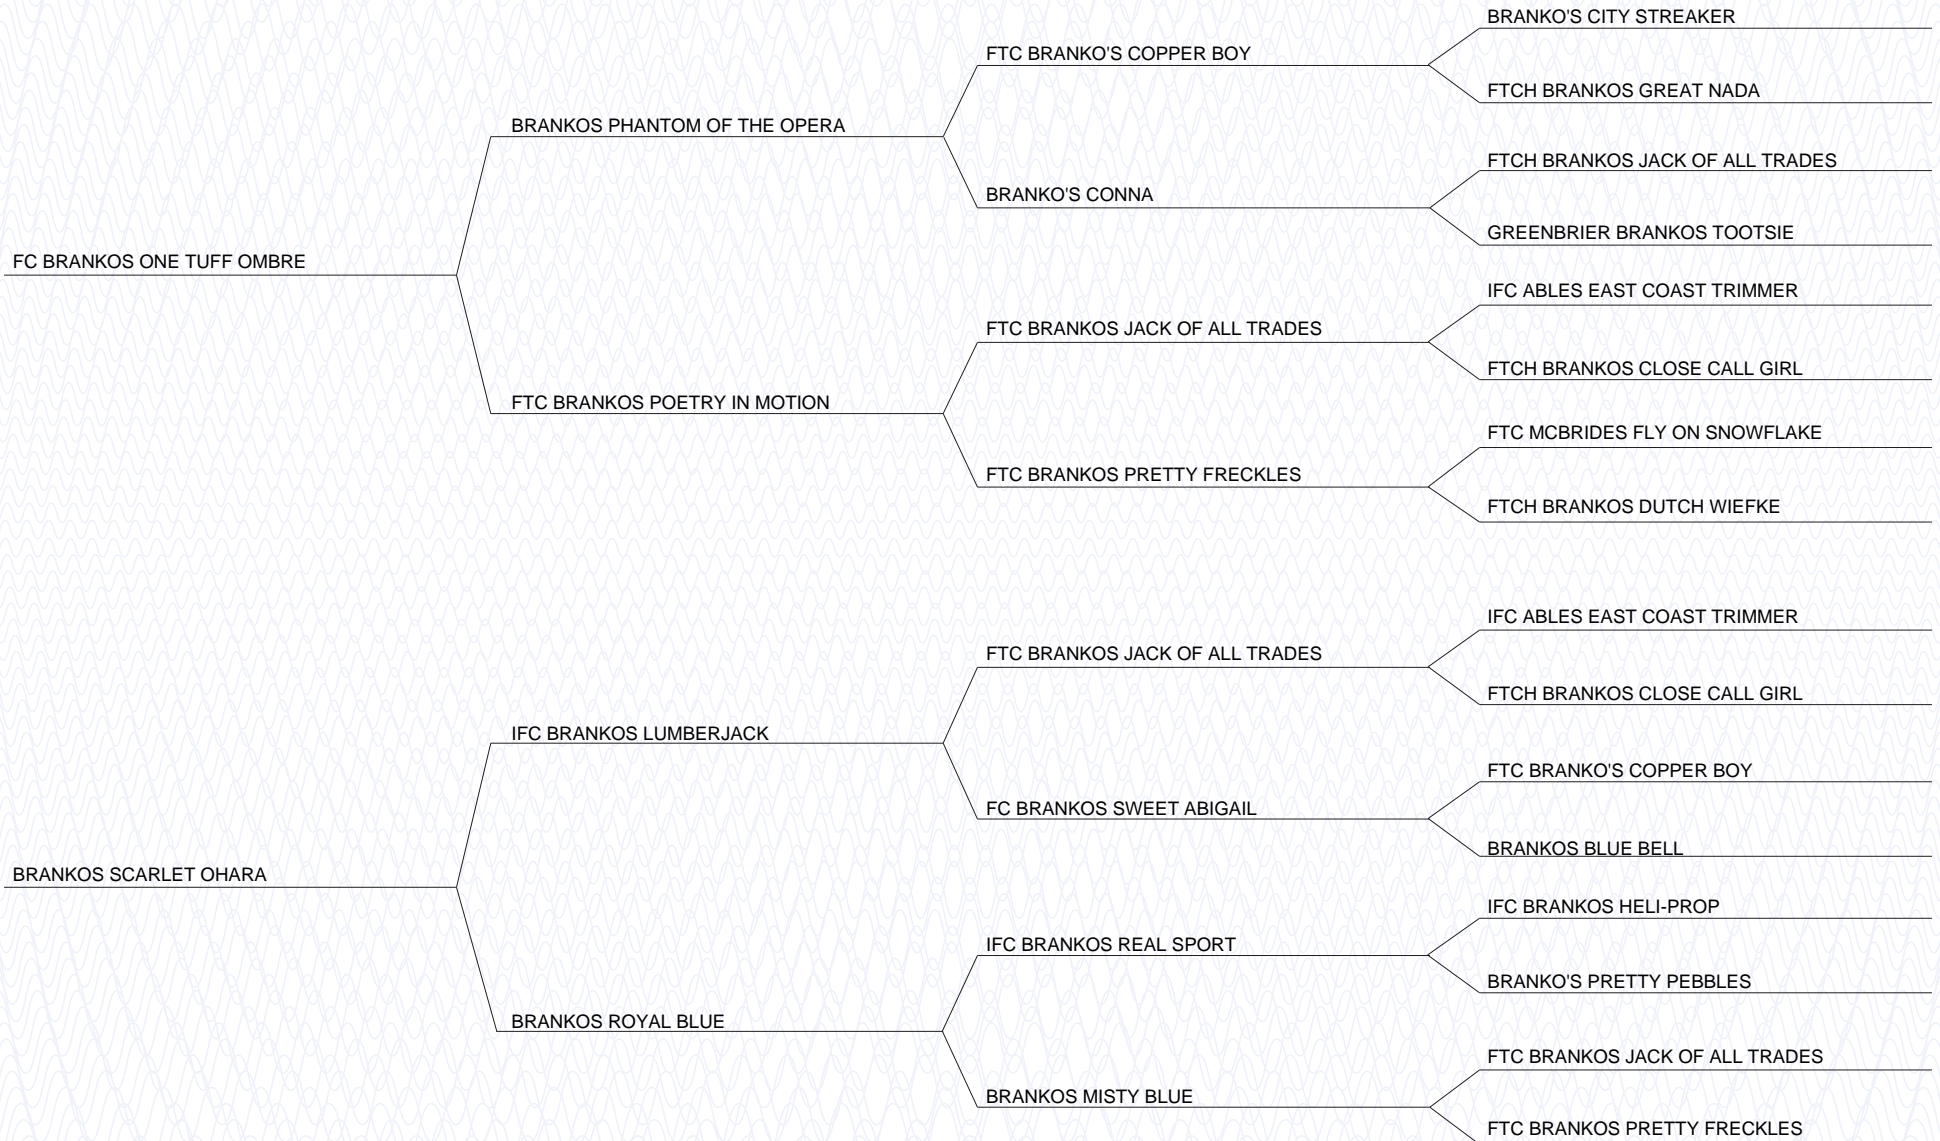 BRANKO'S CITY STREAKER
FTC BRANKO'S COPPER BOY
FTCH BRANKOS GREAT NADA
BRANKOS PHANTOM OF THE OPERA
FTCH BRANKOS JACK OF ALL TRADES
BRANKO'S CONNA
GREENBRIER BRANKOS TOOTSIE
FC BRANKOS ONE TUFF OMBRE
IFC ABLES EAST COAST TRIMMER
FTC BRANKOS JACK OF ALL TRADES
FTCH BRANKOS CLOSE CALL GIRL
FTC BRANKOS POETRY IN MOTION
FTC MCBRIDES FLY ON SNOWFLAKE
FTC BRANKOS PRETTY FRECKLES
FTCH BRANKOS DUTCH WIEFKE
IFC ABLES EAST COAST TRIMMER
FTC BRANKOS JACK OF ALL TRADES
FTCH BRANKOS CLOSE CALL GIRL
IFC BRANKOS LUMBERJACK
FTC BRANKO'S COPPER BOY
FC BRANKOS SWEET ABIGAIL
BRANKOS BLUE BELL
BRANKOS SCARLET OHARA
IFC BRANKOS HELI-PROP
IFC BRANKOS REAL SPORT
BRANKO'S PRETTY PEBBLES
BRANKOS ROYAL BLUE
FTC BRANKOS JACK OF ALL TRADES
BRANKOS MISTY BLUE
FTC BRANKOS PRETTY FRECKLES